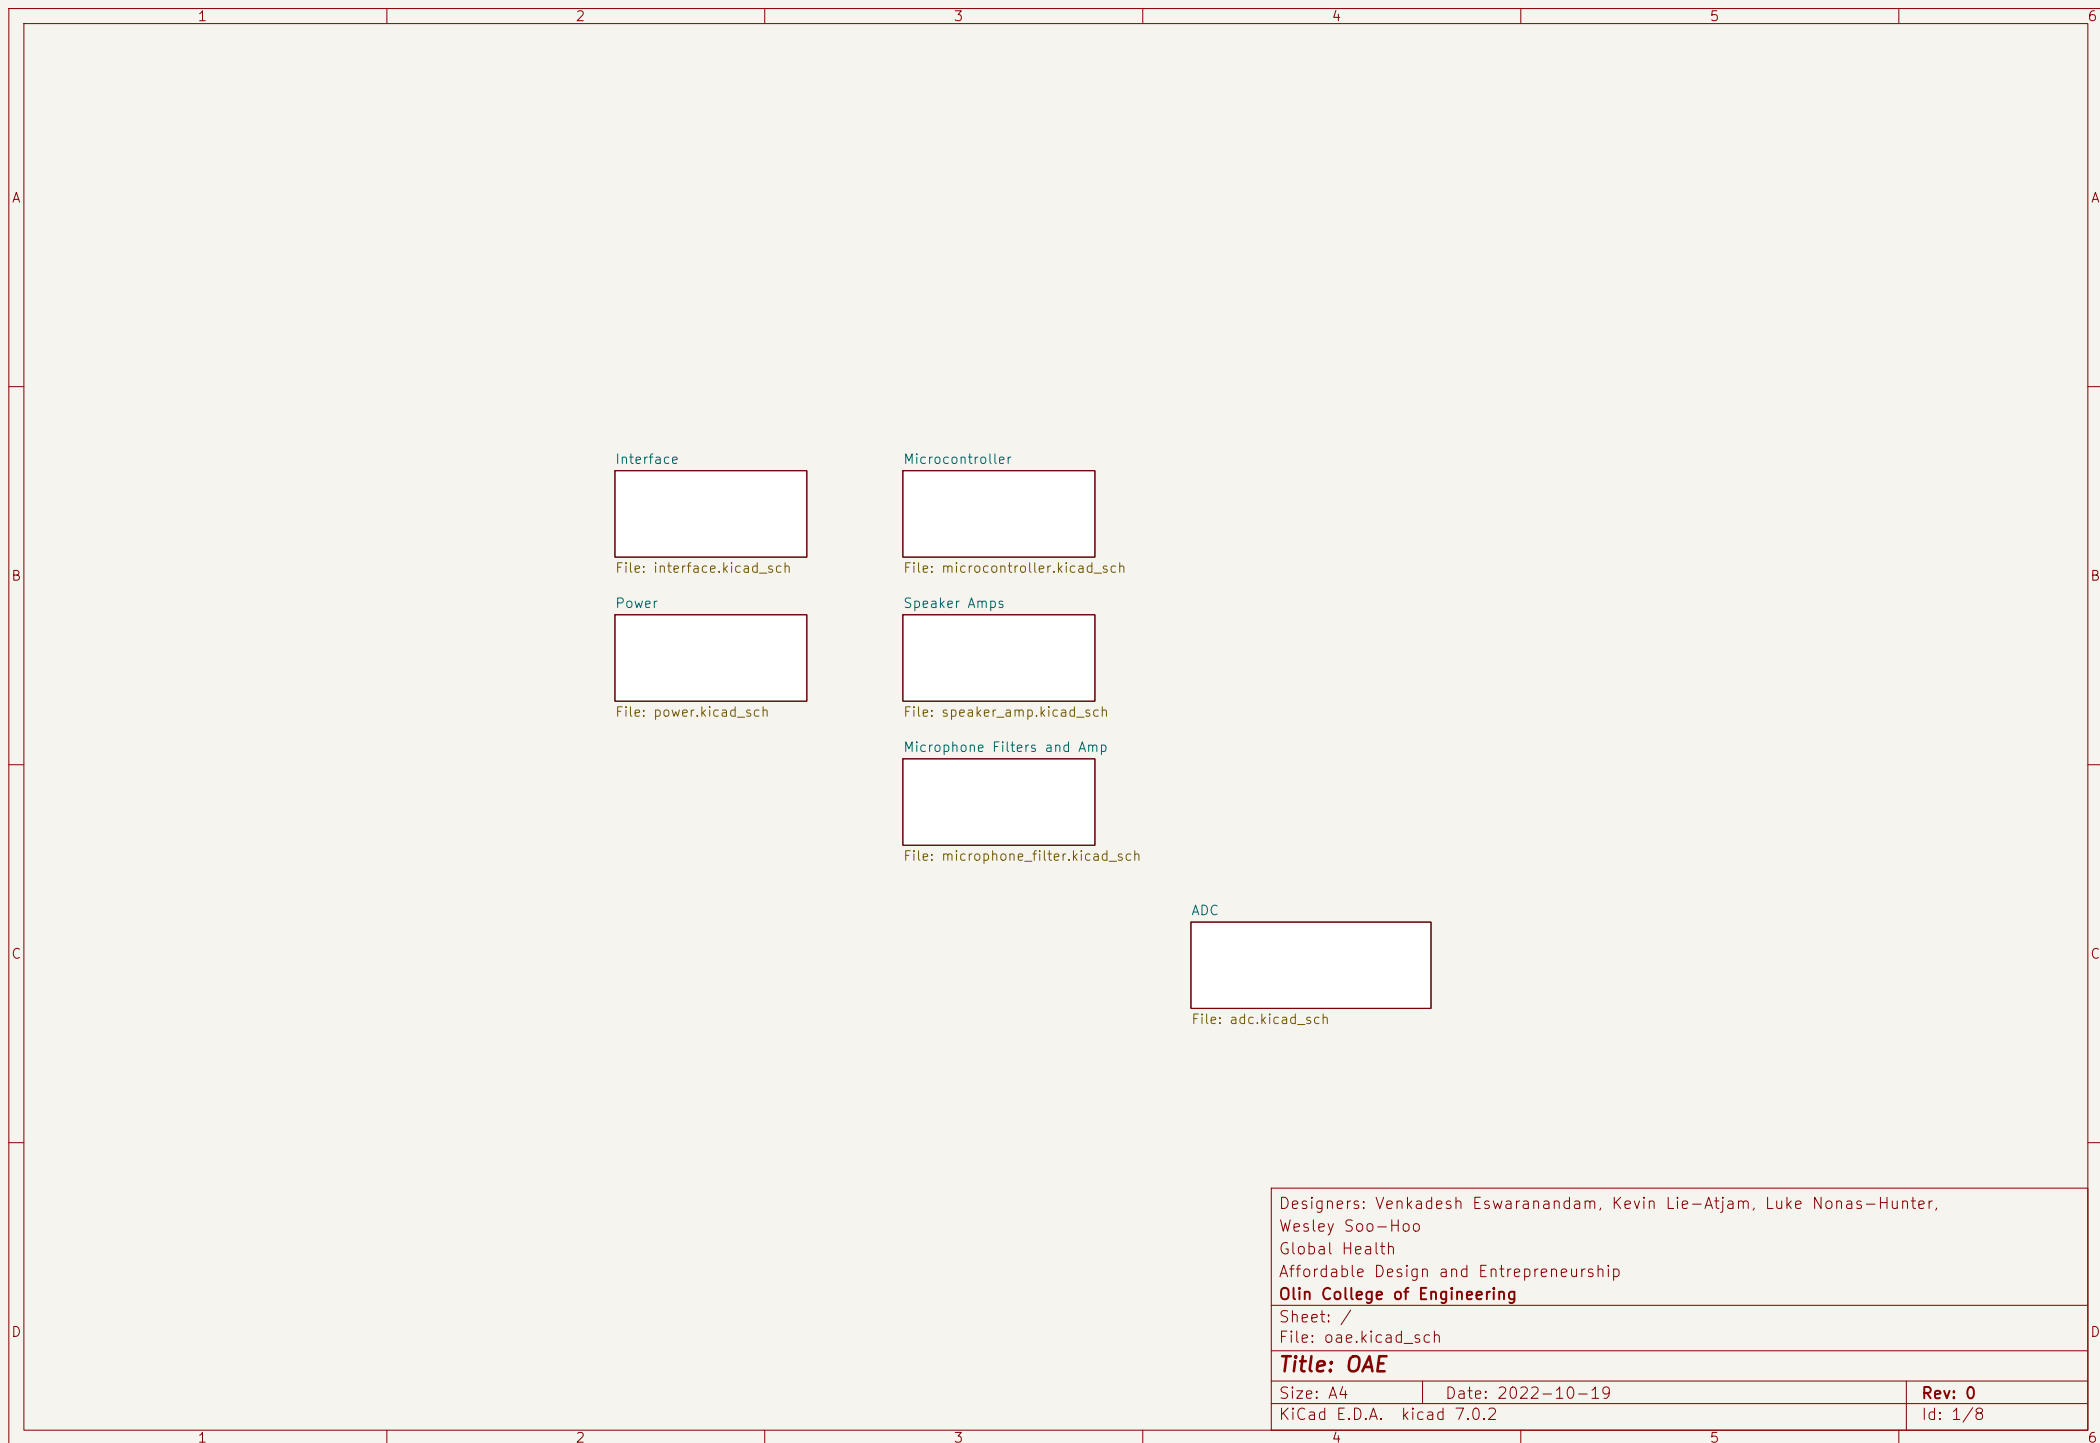 1 2 3 4 5 6
A A
Interface Microcontroller
File: interface.kicad_sch File: microcontroller.kicad_sch
B B
Power Speaker Amps
File: power.kicad_sch File: speaker_amp.kicad_sch
Microphone Filters and Amp
File: microphone_filter.kicad_sch
ADC
C C
File: adc.kicad_sch
Designers: Venkadesh Eswaranandam, Kevin Lie-Atjam, Luke Nonas-Hunter,
Wesley Soo-Hoo
Global Health
Affordable Design and Entrepreneurship
Olin College of Engineering
Sheet: /
D D
File: oae.kicad_sch
Title: OAE
Size: A4 Date: 2022-10-19 Rev: 0
KiCad E.D.A. kicad 7.0.2 Id: 1/8
1 2 3 4 5 6